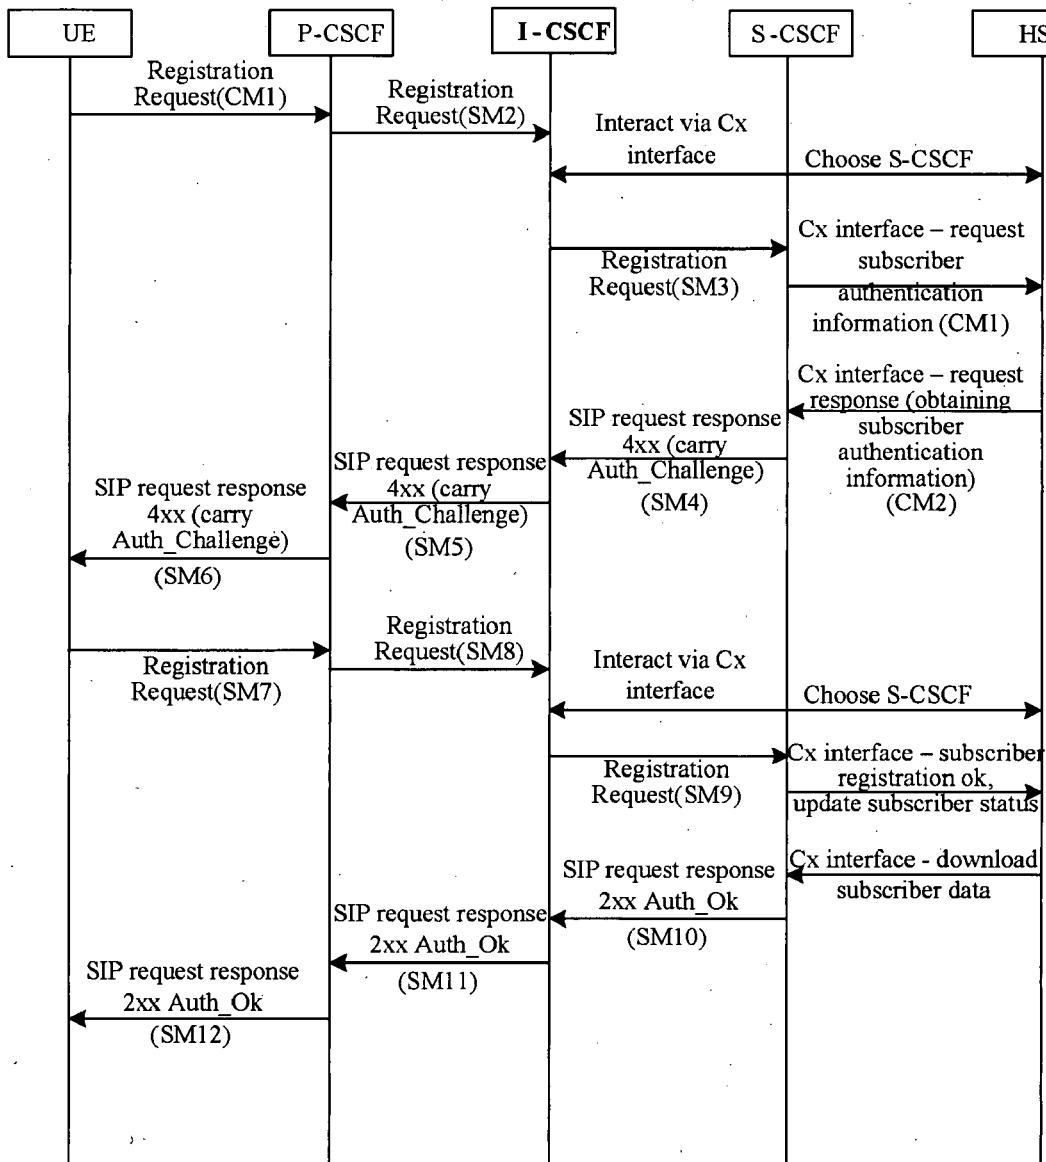 UE
P-CSCF
I-CSCF
S-CSCF
HS
Registration
Request(CM1)
Registration
Request(SM2)
Interact via Cx
interface
Choose S-CSCF
Registration
Request(SM3)
Cx interface – request
subscriber
authentication
information (CM1)
Cx interface – request
response (obtaining
subscriber
authentication
information)
(CM2)
SIP request response
4xx (carry
Auth_Challenge)
(SM4)
SIP request response
4xx (carry
Auth_Challenge)
(SM5)
SIP request response
4xx (carry
Auth_Challenge)
(SM6)
Registration
Request(SM7)
Registration
Request(SM8)
Interact via Cx
interface
Choose S-CSCF
Registration
Request(SM9)
Cx interface – subscriber
registration ok,
update subscriber status
Cx interface - download
subscriber data
SIP request response
2xx Auth_Ok
(SM10)
SIP request response
2xx Auth_Ok
(SM11)
SIP request response
2xx Auth_Ok
(SM12)